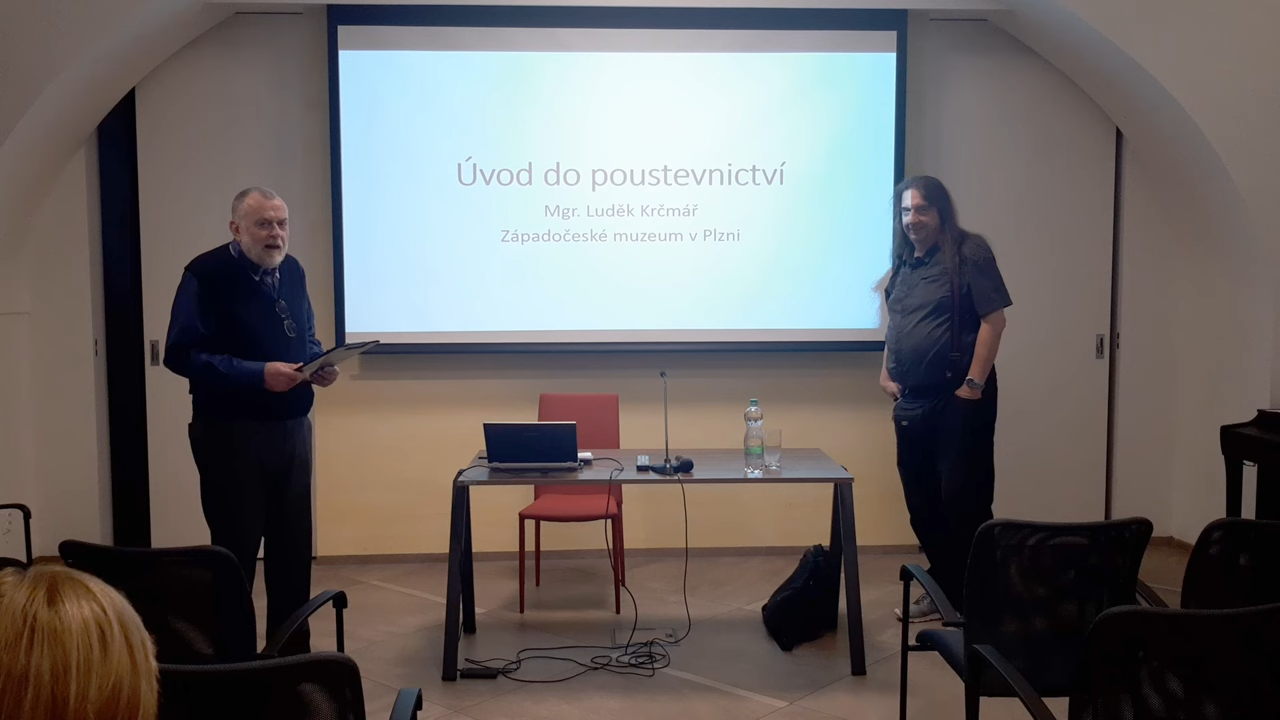 Úvod do poustevnictví
Mgr. Luděk Krčmář
Západočeské muzeum v Plzni